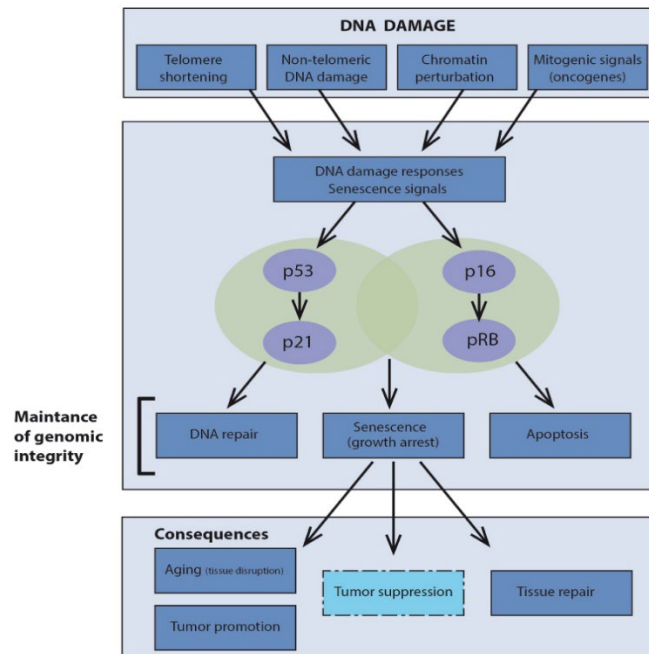 DNA DAMAGE
Telomere
shortening
Non-telomeric
DNA damage
Chromatin
perturbation
Mitogenic signals
(oncogenes)
DNA damage responses
Senescence signals
p53
p16
p21
pRB
Maintance
of genomic
integrity
DNA repair
Senescence
(growth arrest)
Apoptosis
Consequences
Aging (tissue disruption)
Tumor suppression
Tissue repair
Tumor promotion